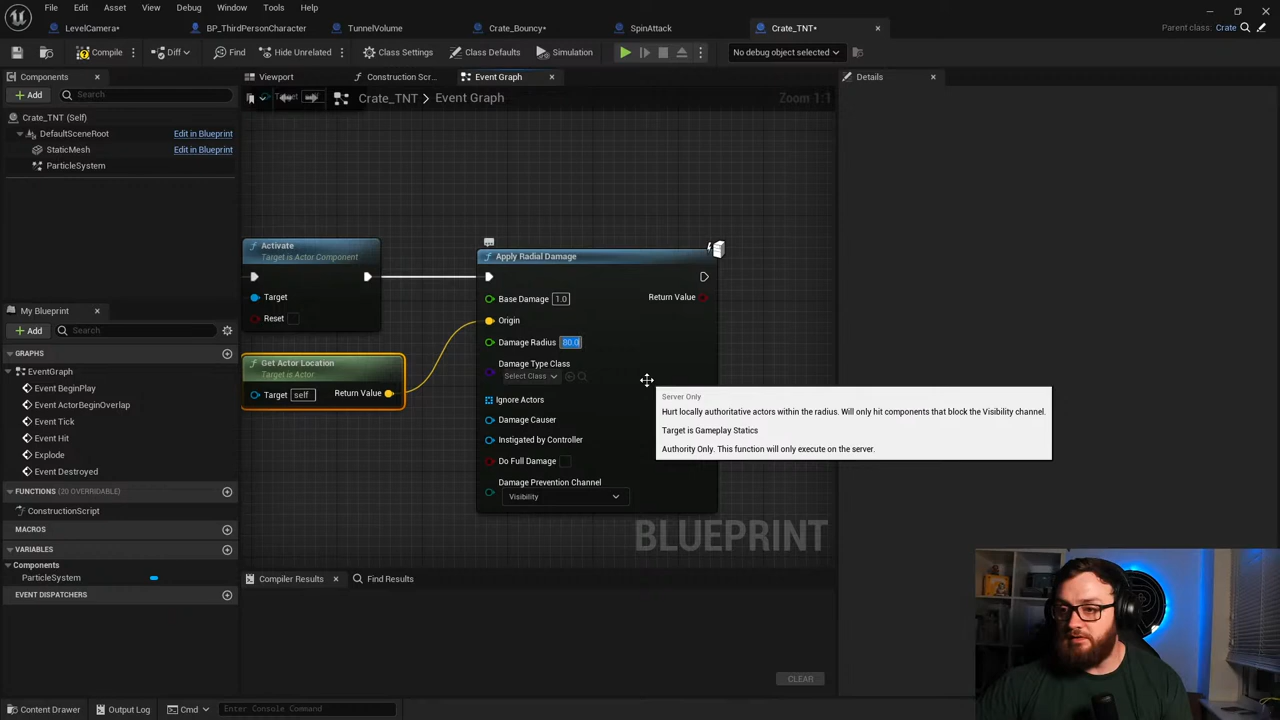 File Edit Asset View Debug Window Tools Help
LevelCamera* BP_ThirdPersonCharacter TunnelVolume Crate_Bouncy* SpinAttack Crate_TNT* Parent class: Crate
Compile Diff Find Hide Unrelated Class Settings Class Defaults Simulation No debug object selected
Components Viewport Construction Scr... Event Graph Details
Add Search Crate_TNT > Event Graph Zoom 1:1
Target
Crate_TNT (Self)
DefaultSceneRoot Edit in Blueprint
StaticMesh Edit in Blueprint
ParticleSystem
Activate
Target is Actor Component
Target
Reset
Get Actor Location
Target is Actor
Target self Return Value
Apply Radial Damage
Base Damage 1.0 Return Value
Origin
Damage Radius 80.0
Damage Type Class
Select Class
Ignore Actors
Damage Causer
Instigated by Controller
Do Full Damage
Damage Prevention Channel
Visibility
Server Only
Hurt locally authoritative actors within the radius. Will only hit components that block the Visibility channel.
Target is Gameplay Statics
Authority Only. This function will only execute on the server.
BLUEPRINT
My Blueprint
Add Search
GRAPHS
EventGraph
Event BeginPlay
Event ActorBeginOverlap
Event Tick
Event Hit
Explode
Event Destroyed
FUNCTIONS (20 OVERRIDABLE)
ConstructionScript
MACROS
VARIABLES
Components
ParticleSystem
EVENT DISPATCHERS
Compiler Results Find Results
CLEAR
Content Drawer Output Log Cmd Enter Console Command